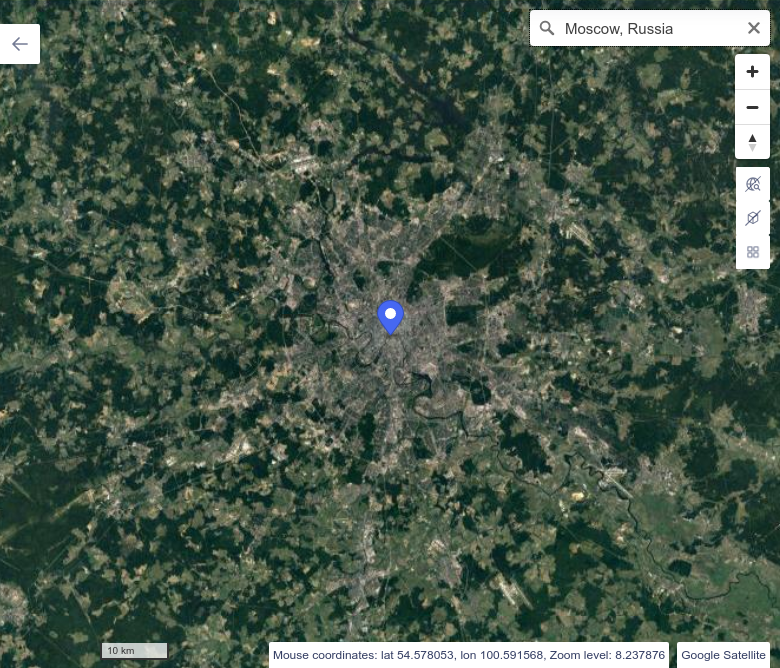 Moscow, Russia
10 km
Mouse coordinates: lat 54.578053, lon 100.591568, Zoom level: 8.237876
Google Satellite